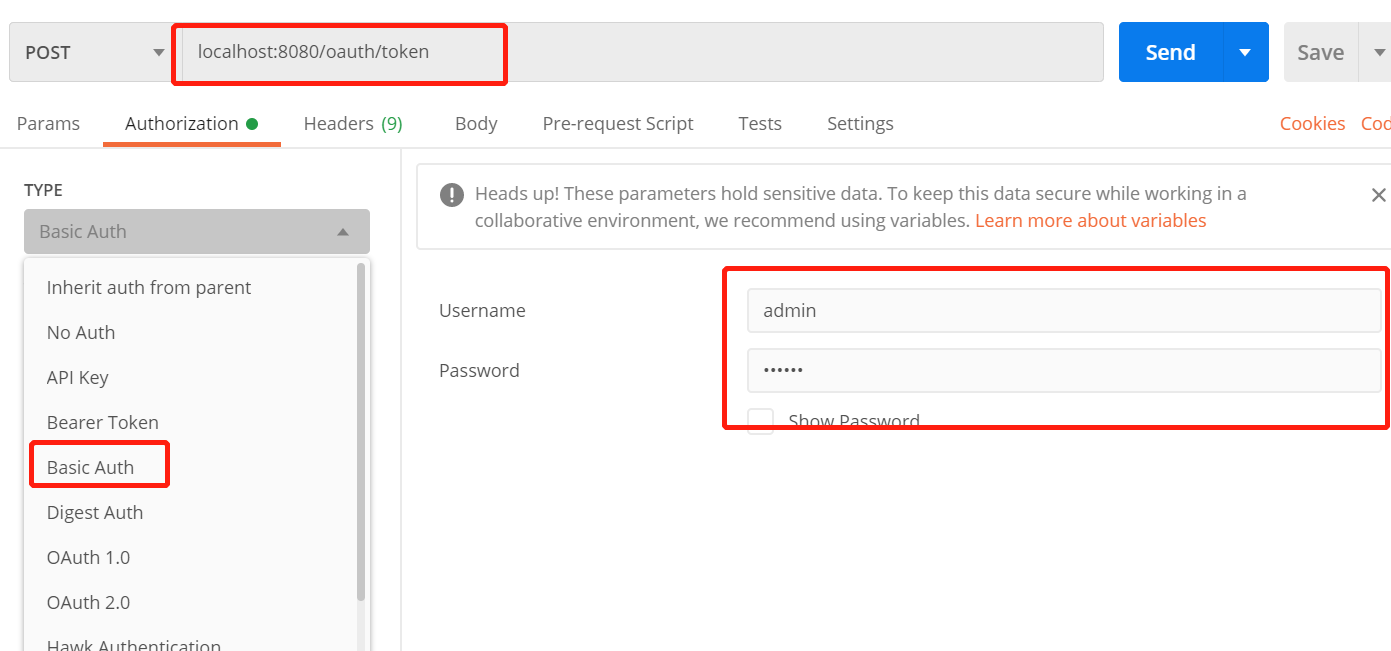 POST
localhost:8080/oauth/token
Send
Save
Params
Authorization
Headers (9)
Body
Pre-request Script
Tests
Settings
Cookies
TYPE
Basic Auth
Inherit auth from parent
No Auth
API Key
Bearer Token
Basic Auth
Digest Auth
OAuth 1.0
OAuth 2.0
Hawk Authentication
Heads up! These parameters hold sensitive data. To keep this data secure while working in a
collaborative environment, we recommend using variables. Learn more about variables
Username
admin
Password
••••••
Show Password